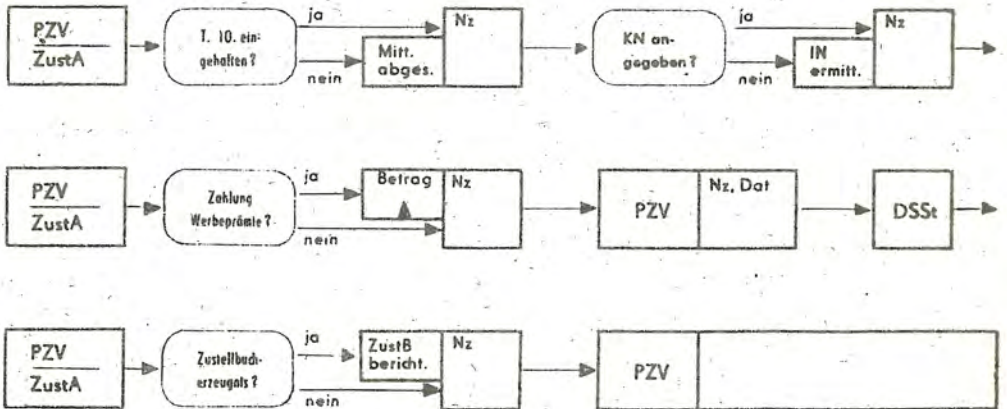 PZV
ZustA
T. 10. ein-
gehalten?
ja
nein
Mitt.
abges.
Nz
KN an-
gegeben?
ja
nein
IN
ermitt.
Nz
PZV
ZustA
Zahlung
Werbeprämte?
ja
nein
Betrag
Nz
PZV
Nz, Dat
DSSt
PZV
ZustA
Zustellbuch-
erzeugnis?
ja
nein
ZustB
bericht.
Nz
PZV